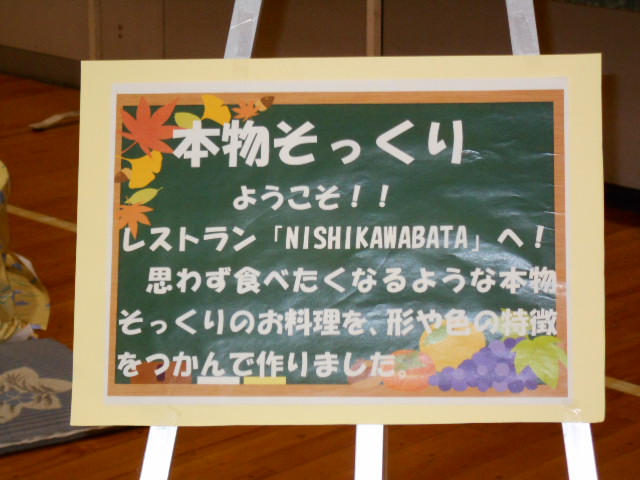 本物そっくり
ようこそ！！
レストラン「NISHIKAWABATA」へ！
思わず食べたくなるような本物
そっくりのお料理を、形や色の特徴
をつかんで作りました。